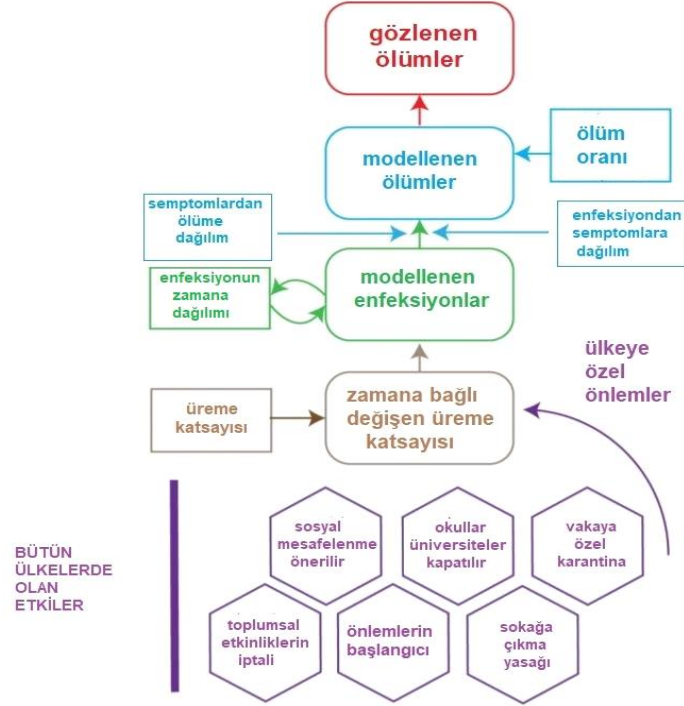 gözlenen
ölümler
modellenen
ölümler
ölüm
oranı
semptomlardan
ölüme
dağılım
enfeksiyondan
semptomlara
dağılım
enfeksiyonun
zamana
dağılımı
modellenen
enfeksiyonlar
ülkeye
özel
önlemler
üreme
katsayısı
zamana bağlı
değişen üreme
katsayısı
BÜTÜN
ÜLKELERDE
OLAN
ETKİLER
sosyal
mesafelenme
önerilir
okullar
üniversiteler
kapatılır
vakaya
özel
karantina
toplumsal
etkinliklerin
iptali
önlemlerin
başlangıcı
sokağa
çıkma
yasağı